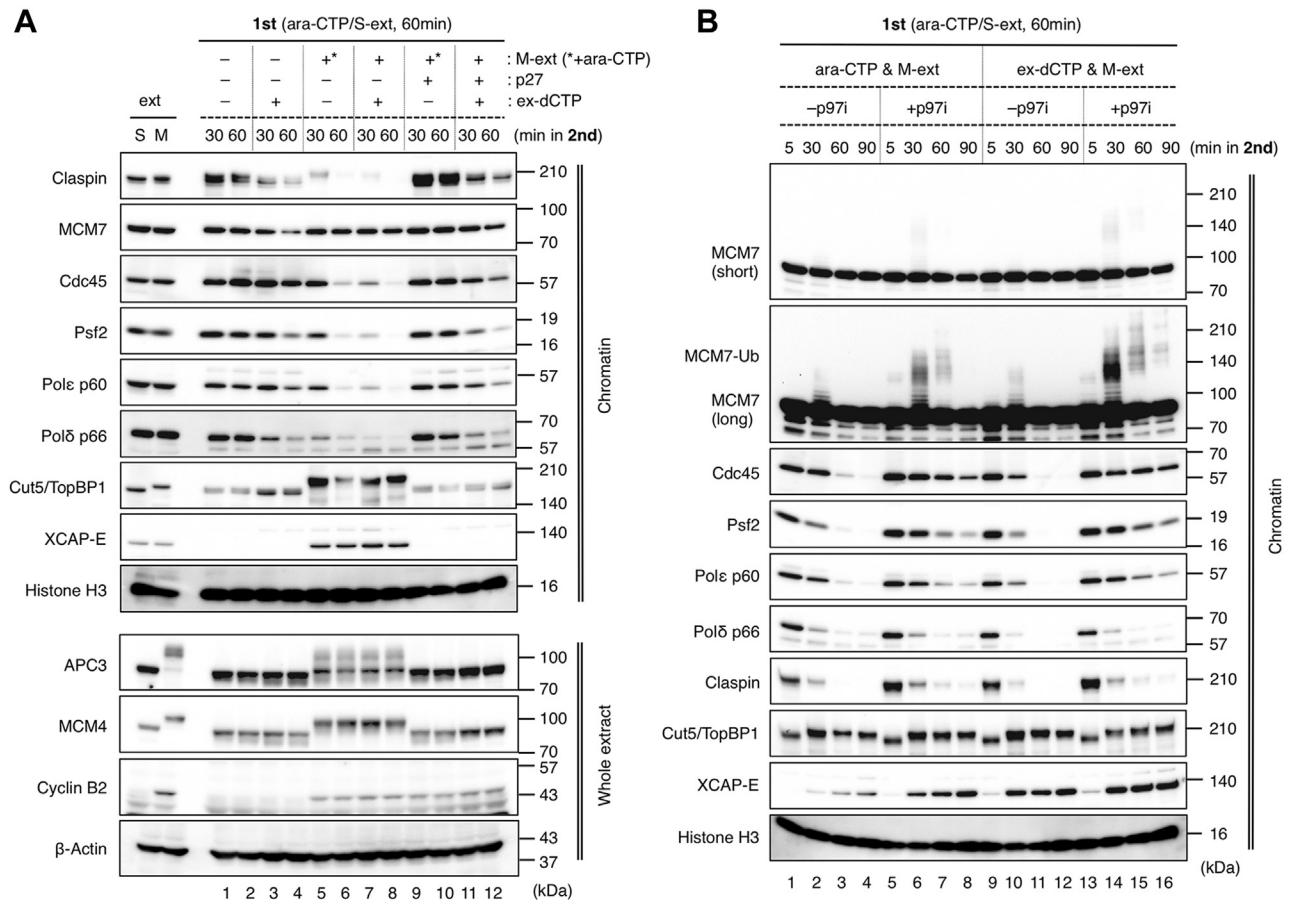 A
1st (ara-CTP/S-ext, 60min)
– – +* + +* + : M-ext (*+ara-CTP)
– – – – + + : p27
ext – + – + – + : ex-dCTP
S M 30 60 30 60 30 60 30 60 30 60 30 60 (min in 2nd)
Claspin 210
MCM7 100
70
Cdc45 57
Psf2 19
16
Polε p60 57
Polδ p66 70
57
Cut5/TopBP1 210
140
XCAP-E 140
Histone H3 16
Chromatin
APC3 100
70
MCM4 100
70
Cyclin B2 57
43
β-Actin 43
37
Whole extract
1 2 3 4 5 6 7 8 9 10 11 12 (kDa)
B
1st (ara-CTP/S-ext, 60min)
ara-CTP & M-ext ex-dCTP & M-ext
–p97i +p97i –p97i +p97i
5 30 60 90 5 30 60 90 5 30 60 90 5 30 60 90 (min in 2nd)
210
140
MCM7
(short) 100
70
210
MCM7-Ub 140
100
MCM7
(long) 70
Cdc45 70
57
Psf2 19
16
Polε p60 57
Polδ p66 70
57
Claspin 210
Cut5/TopBP1 210
XCAP-E 140
Histone H3 16
Chromatin
(kDa)
1 2 3 4 5 6 7 8 9 10 11 12 13 14 15 16